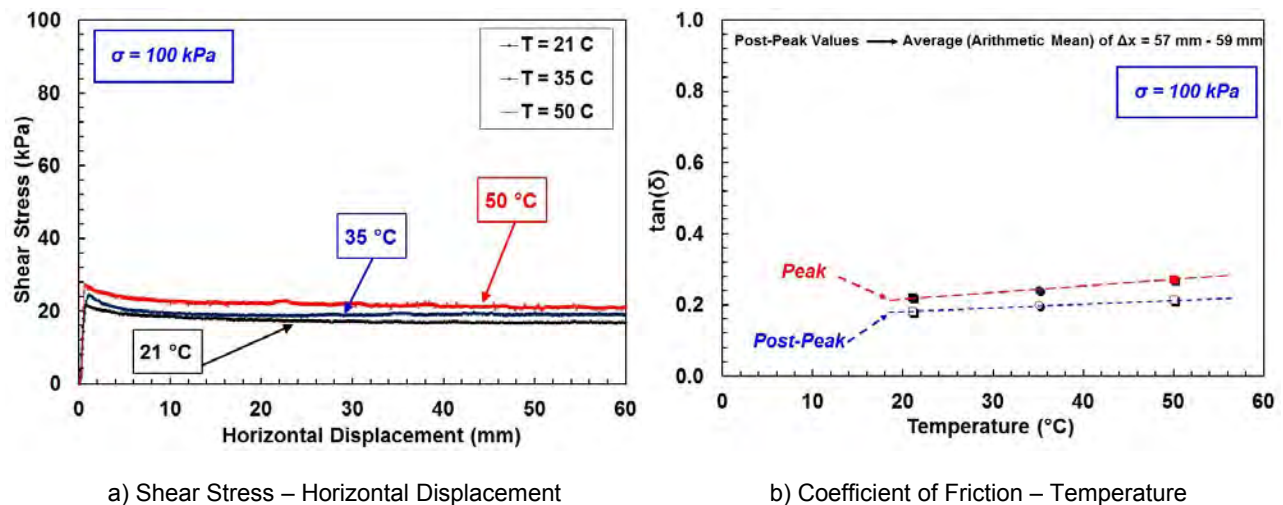 σ = 100 kPa
T = 21 C
T = 35 C
T = 50 C
100
80
60
40
20
0
Shear Stress (kPa)
50 °C
35 °C
21 °C
0 10 20 30 40 50 60
Horizontal Displacement (mm)
a) Shear Stress – Horizontal Displacement
Post-Peak Values Average (Arithmetic Mean) of Δx = 57 mm - 59 mm
σ = 100 kPa
1.0
0.8
0.6
0.4
0.2
0.0
tan(δ)
Peak
Post-Peak
0 10 20 30 40 50 60
Temperature (°C)
b) Coefficient of Friction – Temperature